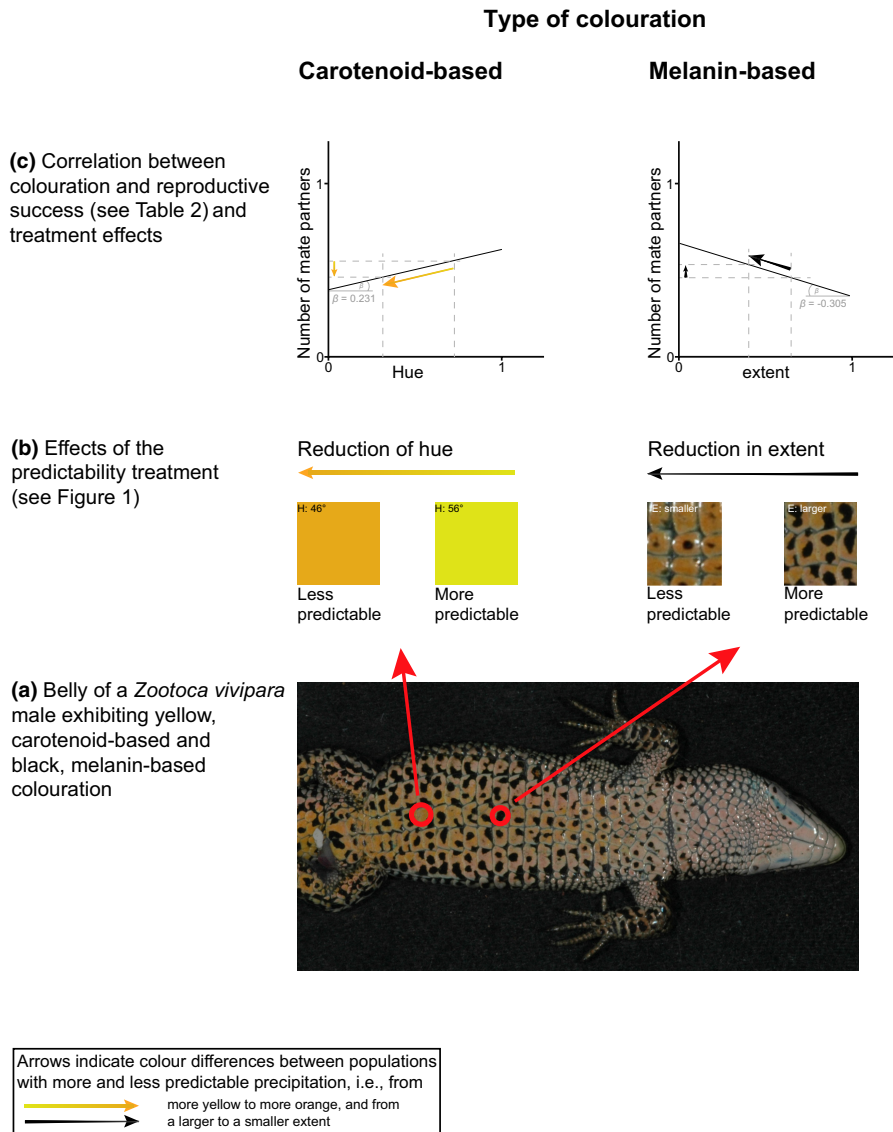 Type of colouration
Carotenoid-based
Melanin-based
(c) Correlation between
colouration and reproductive
success (see Table 2) and
treatment effects
Number of mate partners
1
0
β
β = 0.231
0
Hue
1
Number of mate partners
1
0
β
β = -0.305
0
extent
1
(b) Effects of the
predictability treatment
(see Figure 1)
Reduction of hue
H: 46°
H: 56°
Less
predictable
More
predictable
Reduction in extent
E: smaller
E: larger
Less
predictable
More
predictable
(a) Belly of a Zootoca vivipara
male exhibiting yellow,
carotenoid-based and
black, melanin-based
colouration
Arrows indicate colour differences between populations
with more and less predictable precipitation, i.e., from
more yellow to more orange, and from
a larger to a smaller extent